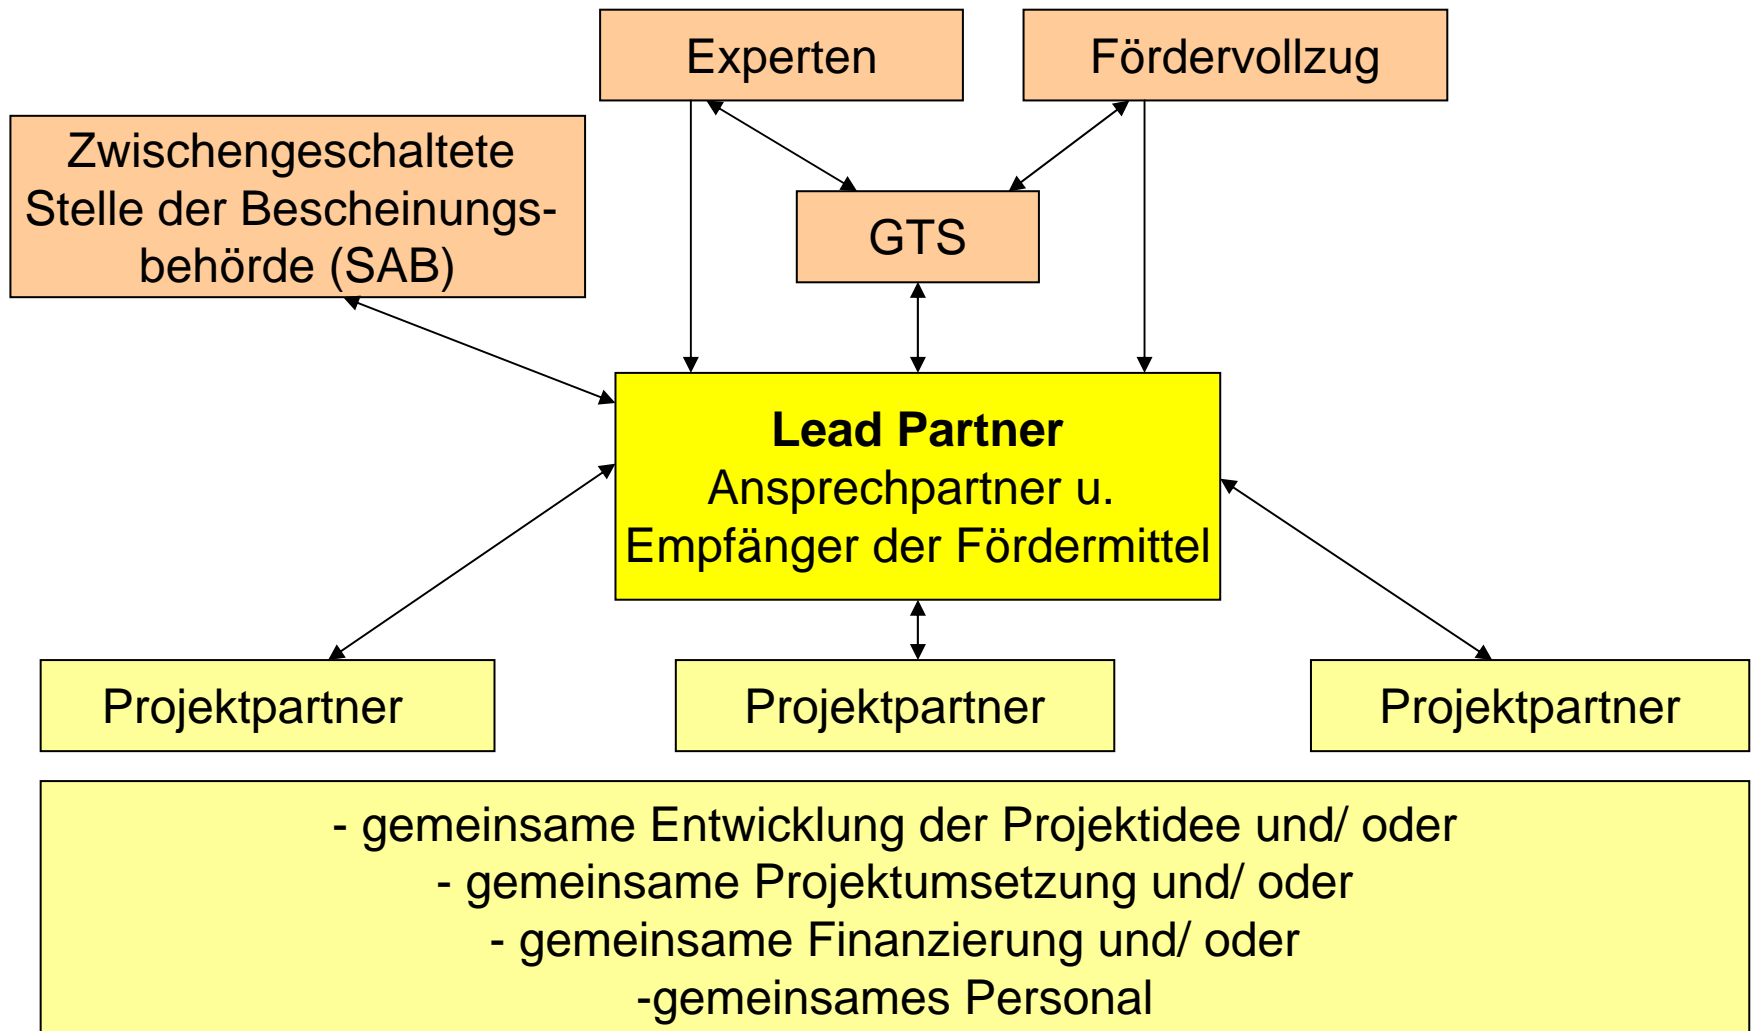 Experten
Fördervollzug
Zwischengeschaltete
Stelle der Bescheinungs-
behörde (SAB)
GTS
Lead Partner
Ansprechpartner u.
Empfänger der Fördermittel
Projektpartner
Projektpartner
Projektpartner
- gemeinsame Entwicklung der Projektidee und/ oder
- gemeinsame Projektumsetzung und/ oder
- gemeinsame Finanzierung und/ oder
-gemeinsames Personal